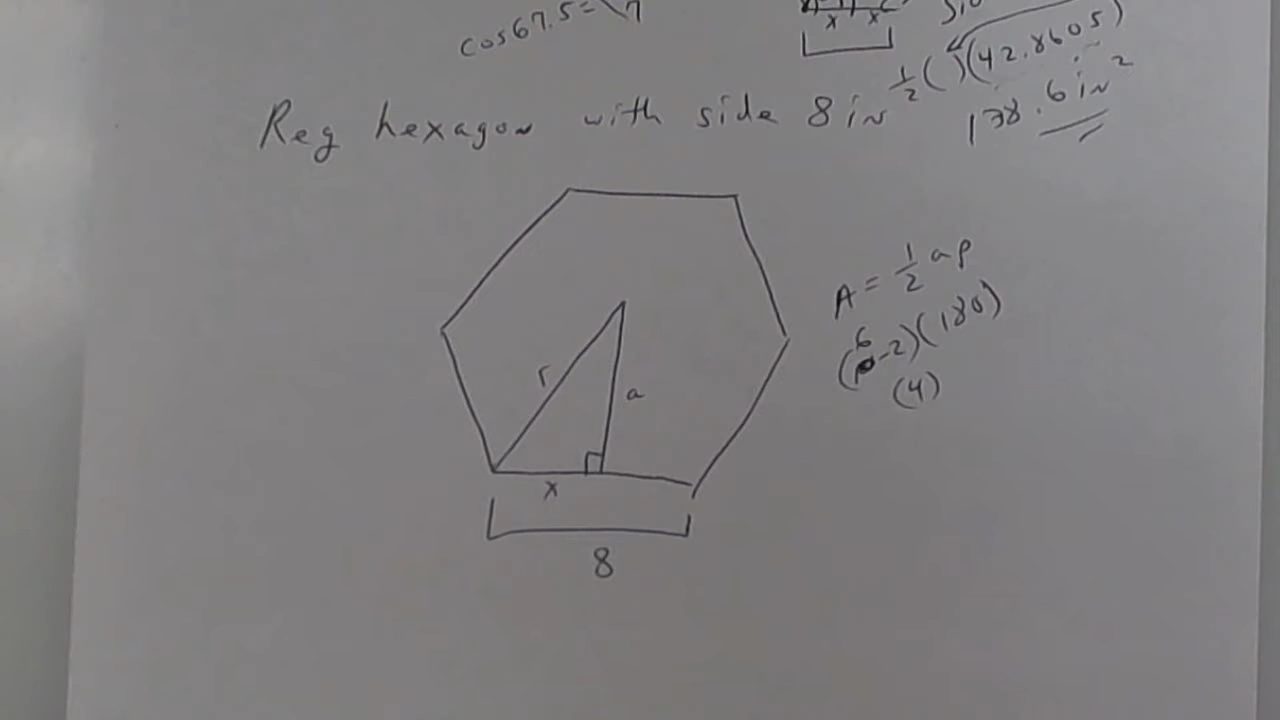 cos67.5 =
x x
1/2 ( )(42.8605)
138.6 in²
Reg hexagon with side 8 in
A = 1/2 ap
6
(n-2)(180)
(4)
r
a
x
8